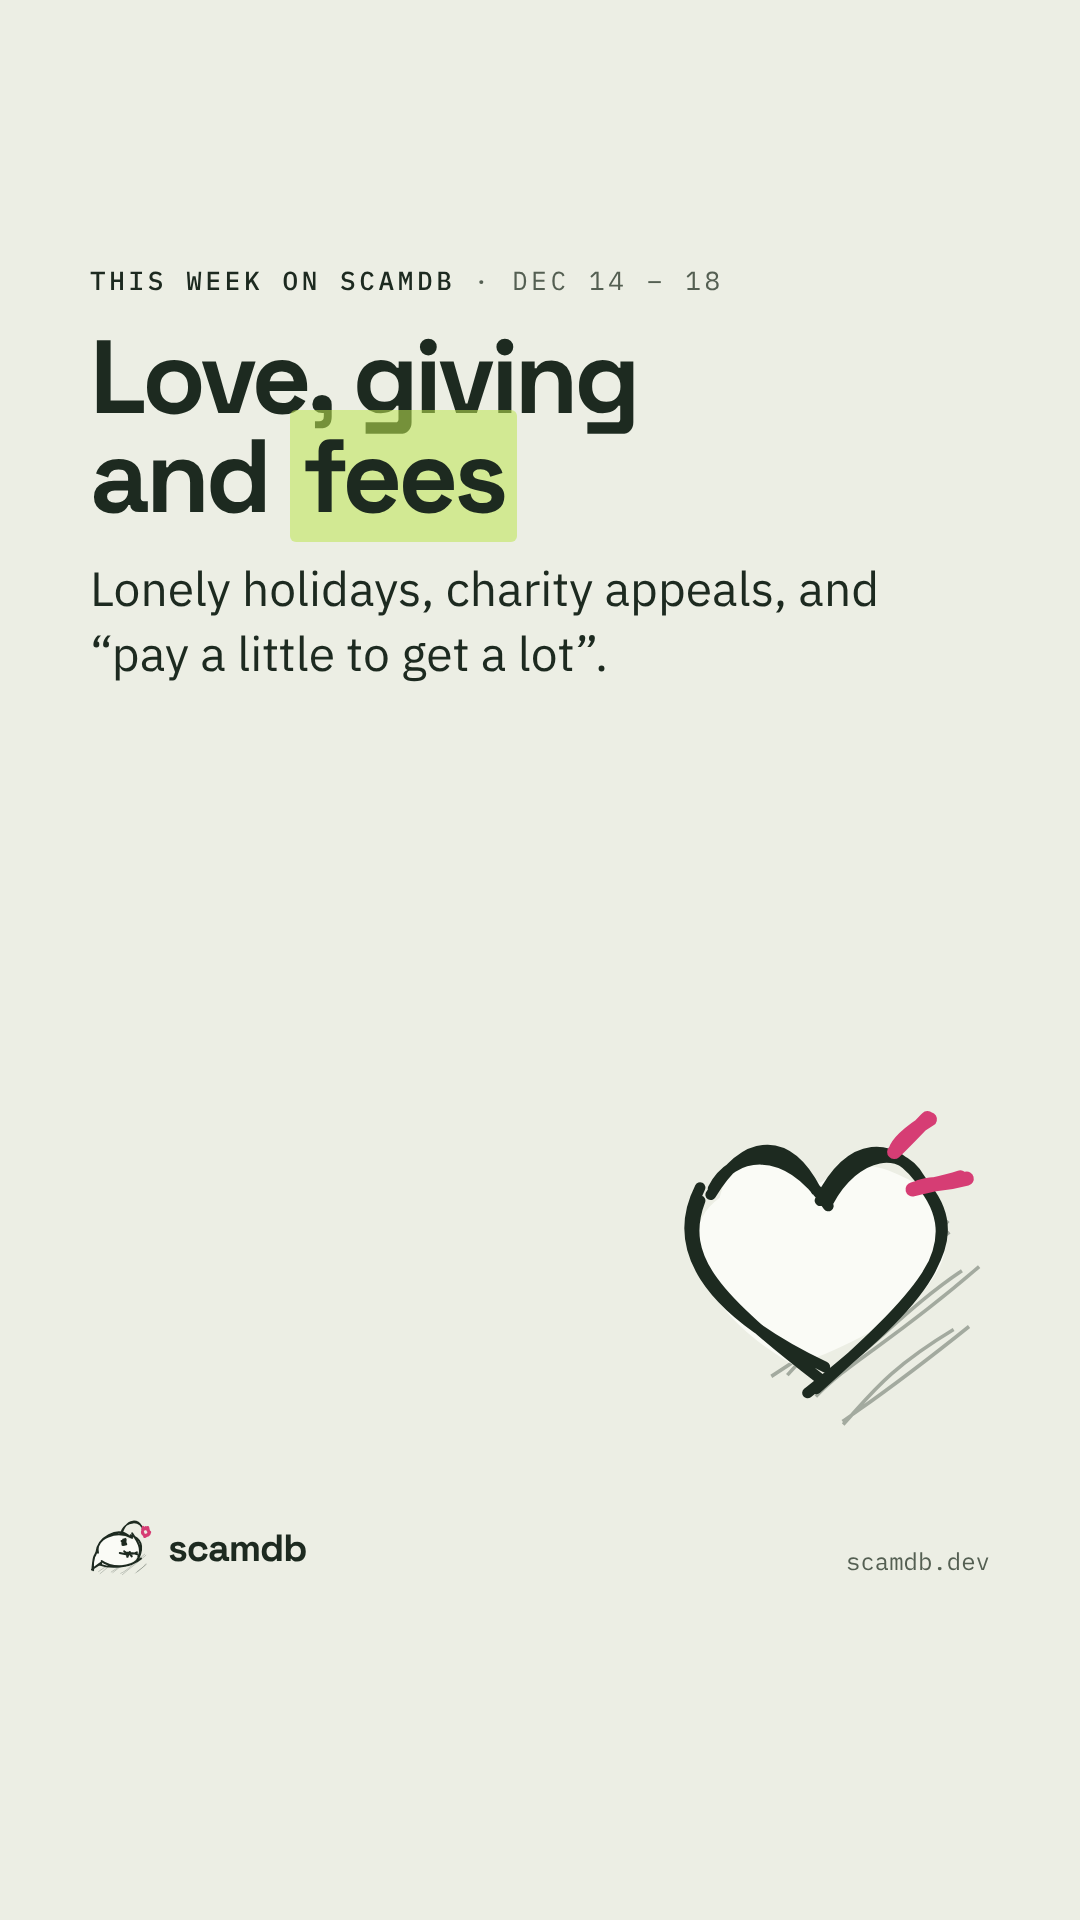 THIS WEEK ON SCAMDB · DEC 14 – 18
Love, giving
and fees
Lonely holidays, charity appeals, and
“pay a little to get a lot”.
scamdb
scamdb.dev